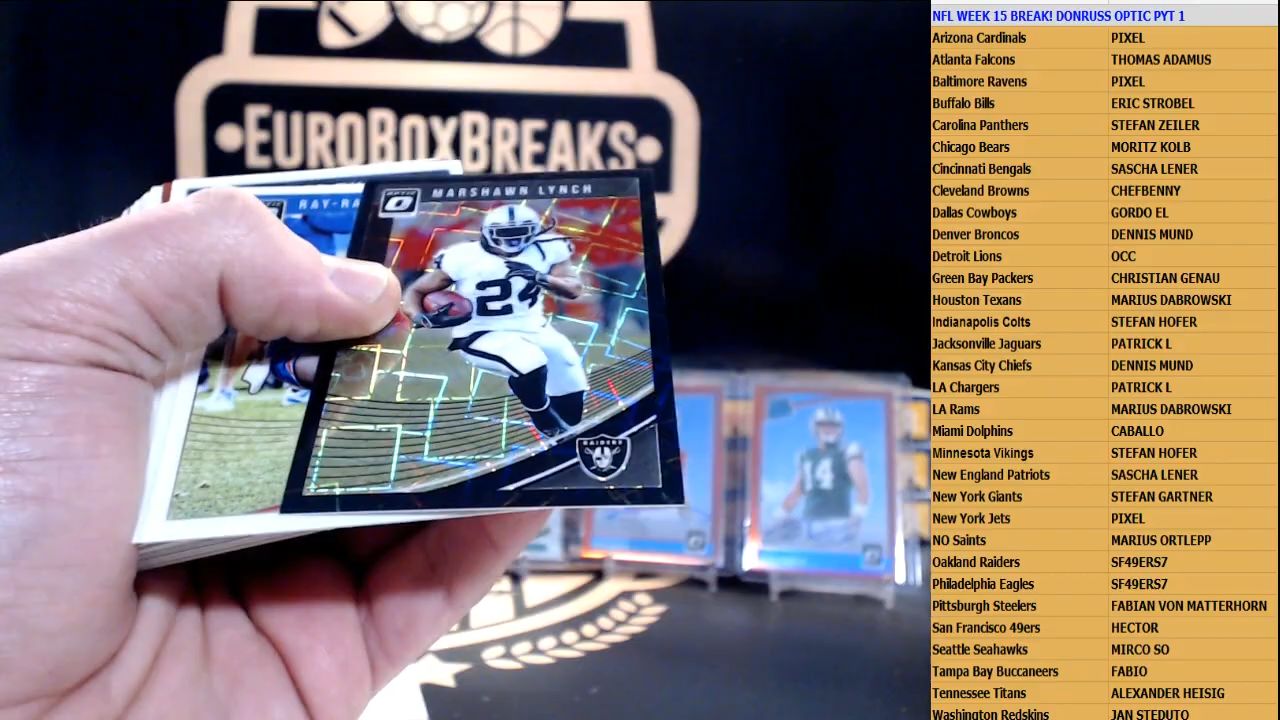 EUROBOXBREAKS
RAY-RA
OPTIC
MARSHAWN LYNCH
24
RAIDERS
14
NFL WEEK 15 BREAK! DONRUSS OPTIC PYT 1
Arizona Cardinals PIXEL
Atlanta Falcons THOMAS ADAMUS
Baltimore Ravens PIXEL
Buffalo Bills ERIC STROBEL
Carolina Panthers STEFAN ZEILER
Chicago Bears MORITZ KOLB
Cincinnati Bengals SASCHA LENER
Cleveland Browns CHEFBENNY
Dallas Cowboys GORDO EL
Denver Broncos DENNIS MUND
Detroit Lions OCC
Green Bay Packers CHRISTIAN GENAU
Houston Texans MARIUS DABROWSKI
Indianapolis Colts STEFAN HOFER
Jacksonville Jaguars PATRICK L
Kansas City Chiefs DENNIS MUND
LA Chargers PATRICK L
LA Rams MARIUS DABROWSKI
Miami Dolphins CABALLO
Minnesota Vikings STEFAN HOFER
New England Patriots SASCHA LENER
New York Giants STEFAN GARTNER
New York Jets PIXEL
NO Saints MARIUS ORTLEPP
Oakland Raiders SF49ERS7
Philadelphia Eagles SF49ERS7
Pittsburgh Steelers FABIAN VON MATTERHORN
San Francisco 49ers HECTOR
Seattle Seahawks MIRCO SO
Tampa Bay Buccaneers FABIO
Tennessee Titans ALEXANDER HEISIG
Washington Redskins JAN STEDUTO